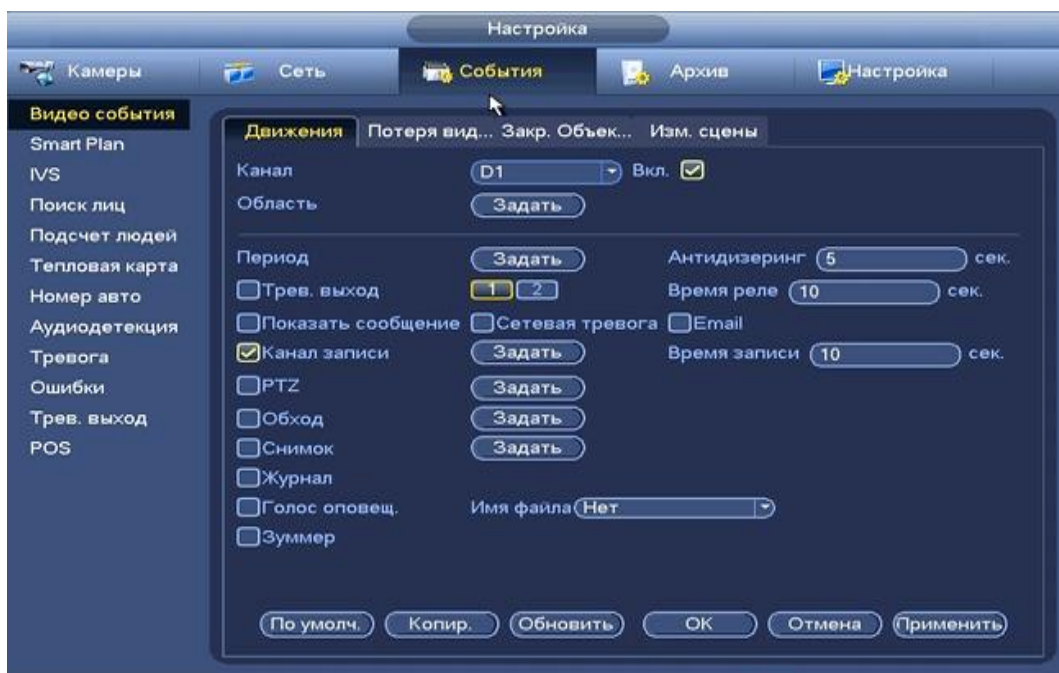 Настройка
Камеры Сеть События Архив Настройка
Видео события
Smart Plan
IVS
Поиск лиц
Подсчет людей
Тепловая карта
Номер авто
Аудиодетекция
Тревога
Ошибки
Трев. выход
POS
Движения Потеря вид... Закр. Объек... Изм. сцены
Канал D1 Вкл.
Область Задать
Период Задать Антидизеринг 5 сек.
Трев. выход 1 2 Время реле 10 сек.
Показать сообщение Сетевая тревога Email
Канал записи Задать Время записи 10 сек.
PTZ Задать
Обход Задать
Снимок Задать
Журнал
Голос оповещ. Имя файла Нет
Зуммер
По умолч. Копир. Обновить OK Отмена Применить